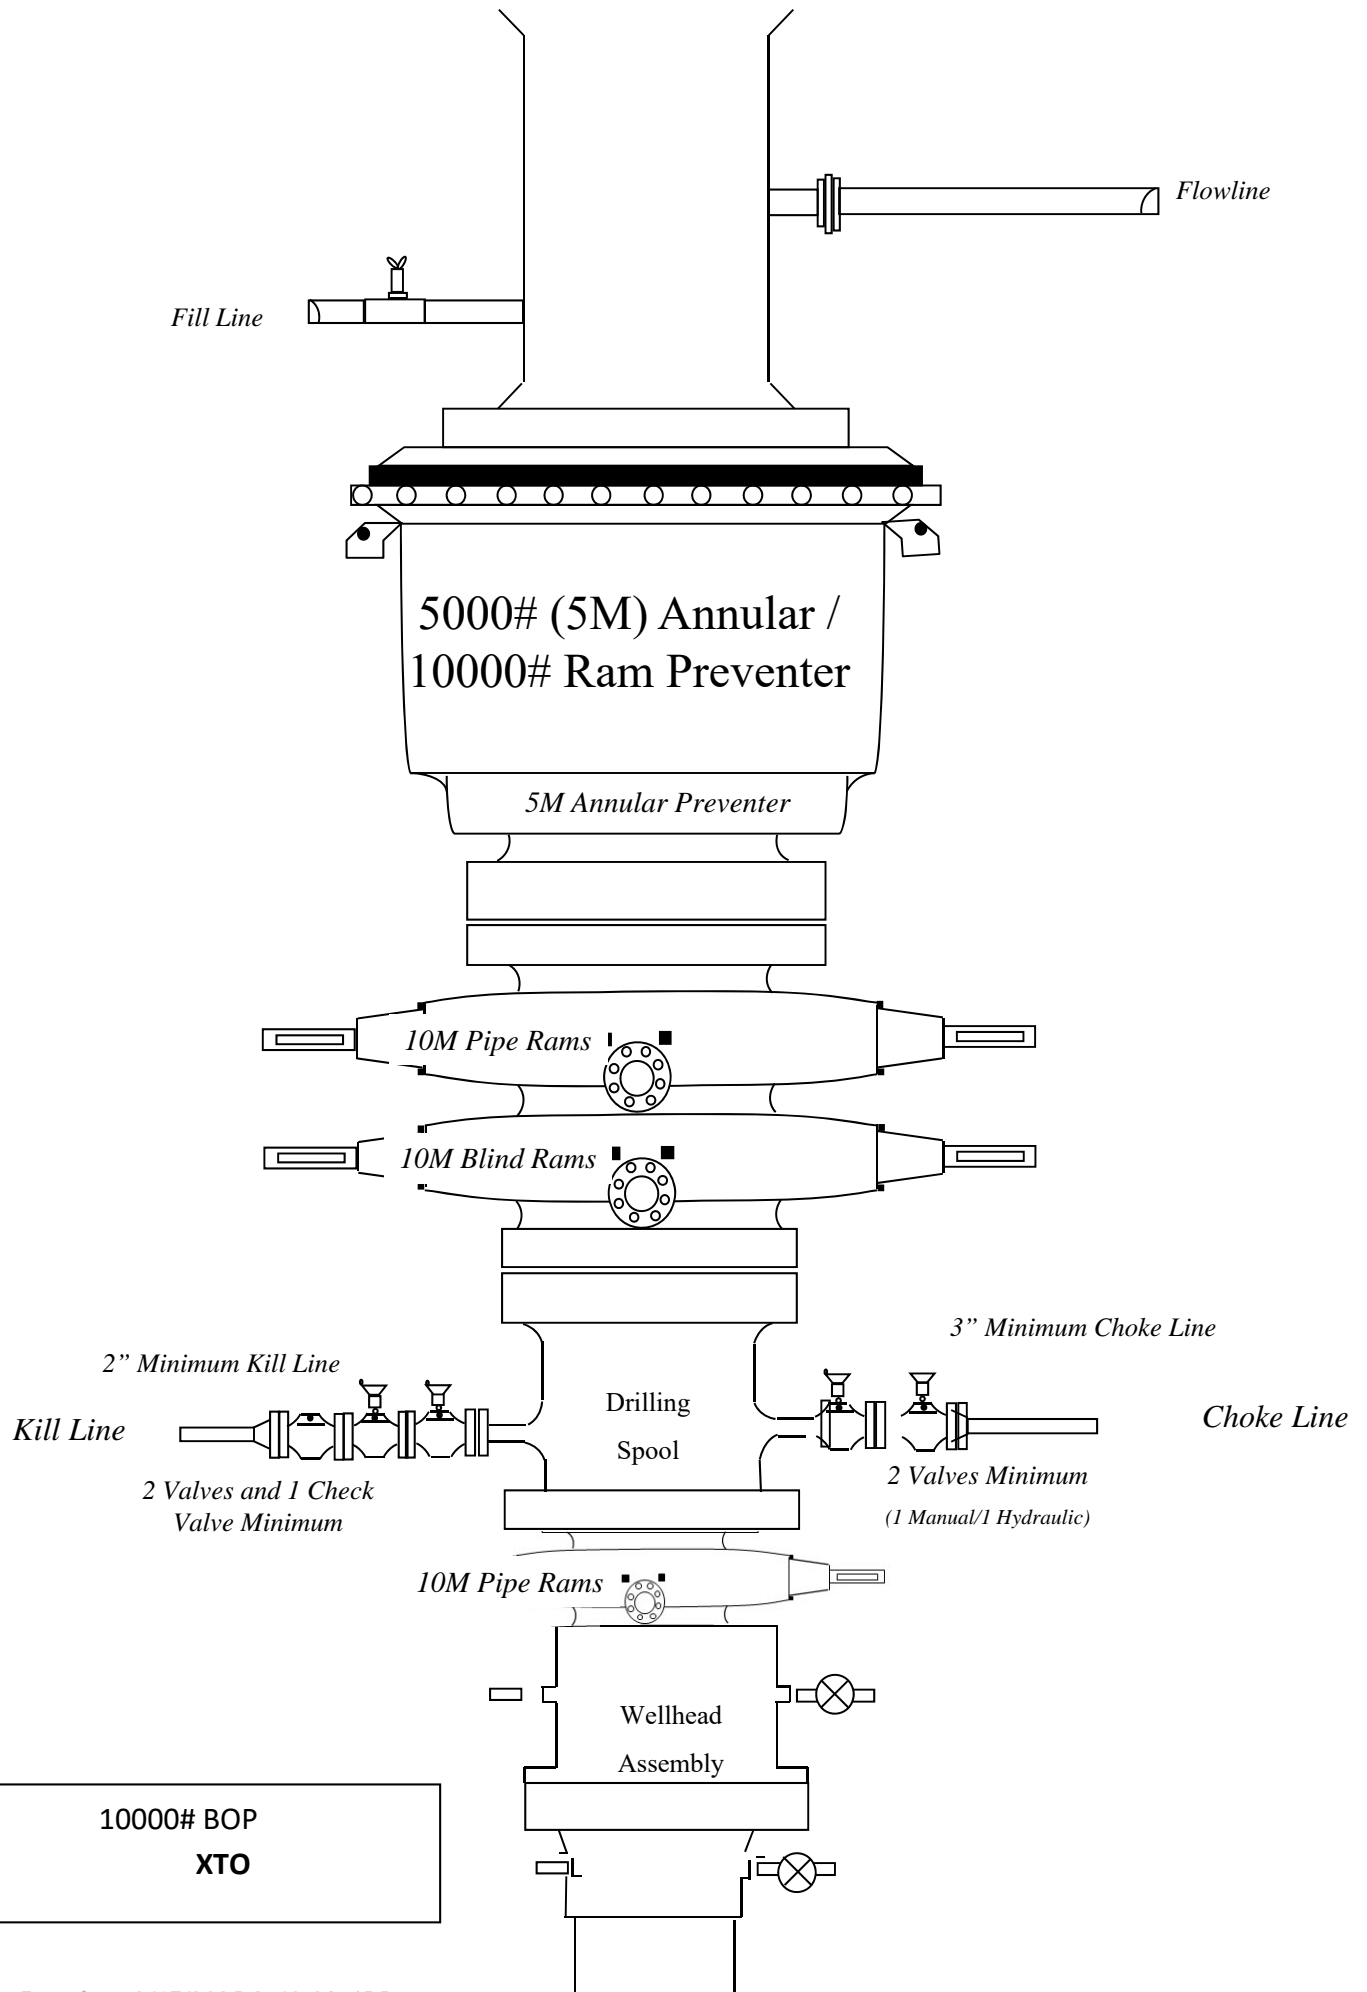 Flowline
Fill Line
5000# (5M) Annular /
10000# Ram Preventer
5M Annular Preventer
10M Pipe Rams
10M Blind Rams
3” Minimum Choke Line
2” Minimum Kill Line
Drilling
Spool
Kill Line
Choke Line
2 Valves and 1 Check
Valve Minimum
2 Valves Minimum
(1 Manual/1 Hydraulic)
10M Pipe Rams
Wellhead
Assembly
10000# BOP
XTO